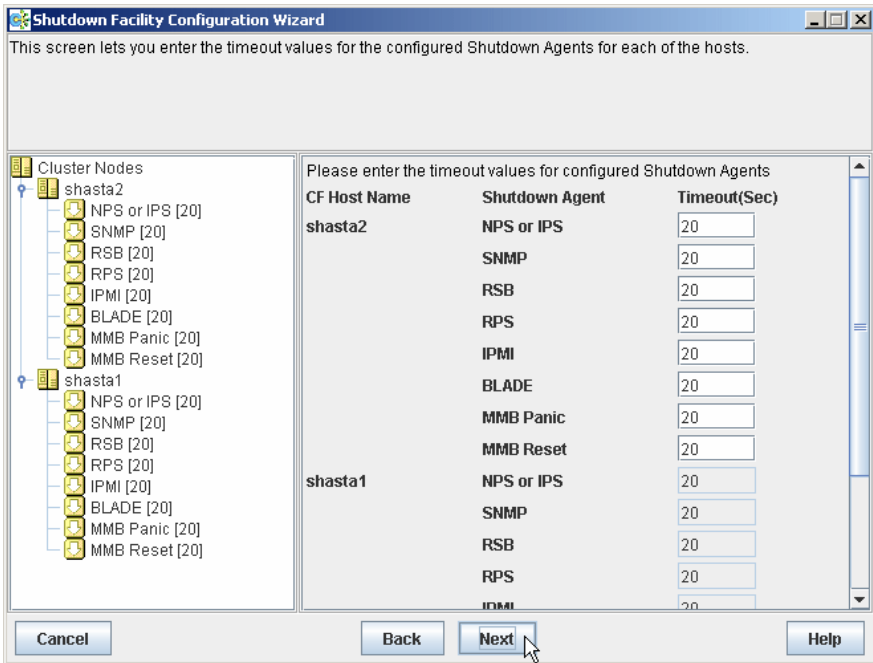 Shutdown Facility Configuration Wizard
This screen lets you enter the timeout values for the configured Shutdown Agents for each of the hosts.
Cluster Nodes
shasta2
NPS or IPS [20]
SNMP [20]
RSB [20]
RPS [20]
IPMI [20]
BLADE [20]
MMB Panic [20]
MMB Reset [20]
shasta1
NPS or IPS [20]
SNMP [20]
RSB [20]
RPS [20]
IPMI [20]
BLADE [20]
MMB Panic [20]
MMB Reset [20]
Please enter the timeout values for configured Shutdown Agents
CF Host Name Shutdown Agent Timeout(Sec)
shasta2 NPS or IPS 20
SNMP 20
RSB 20
RPS 20
IPMI 20
BLADE 20
MMB Panic 20
MMB Reset 20
shasta1 NPS or IPS 20
SNMP 20
RSB 20
RPS 20
IPMI 20
Cancel Back Next Help